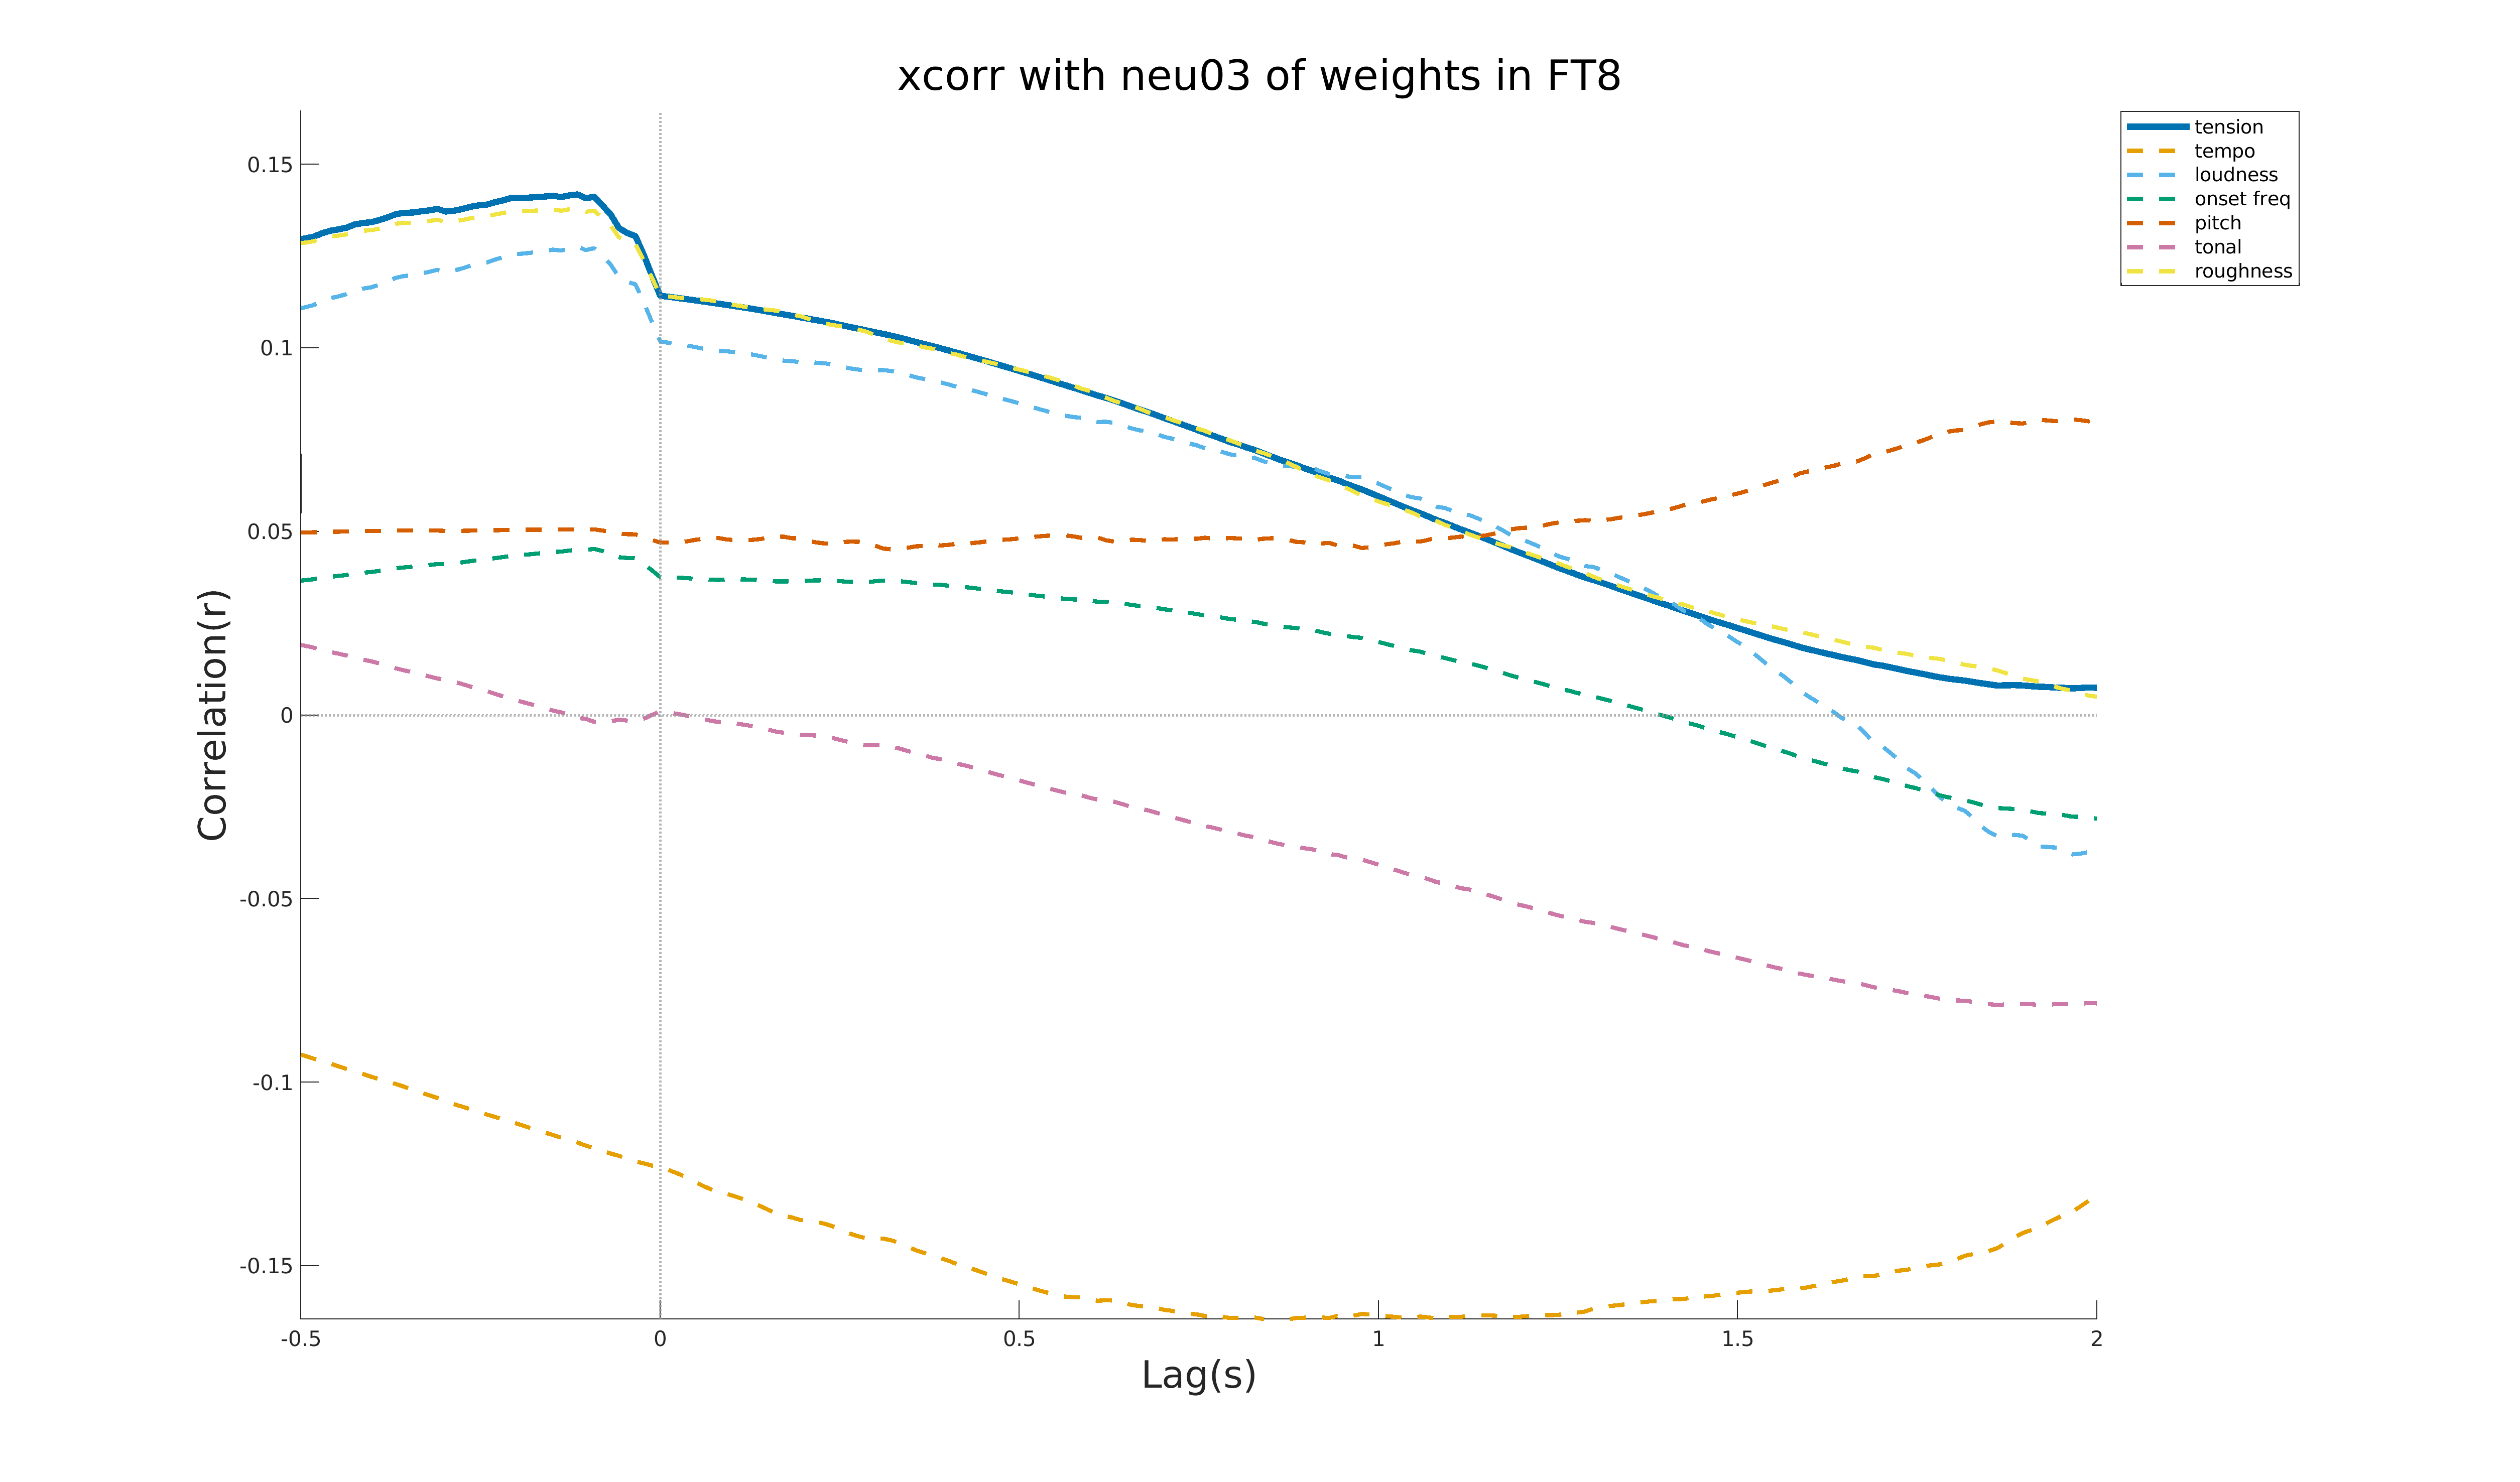 xcorr with neu03 of weights in FT8
tension
tempo
loudness
onset freq
pitch
tonal
roughness
Correlation(r)
0.15
0.1
0.05
0
-0.05
-0.1
-0.15
-0.5
0
0.5
1
1.5
2
Lag(s)